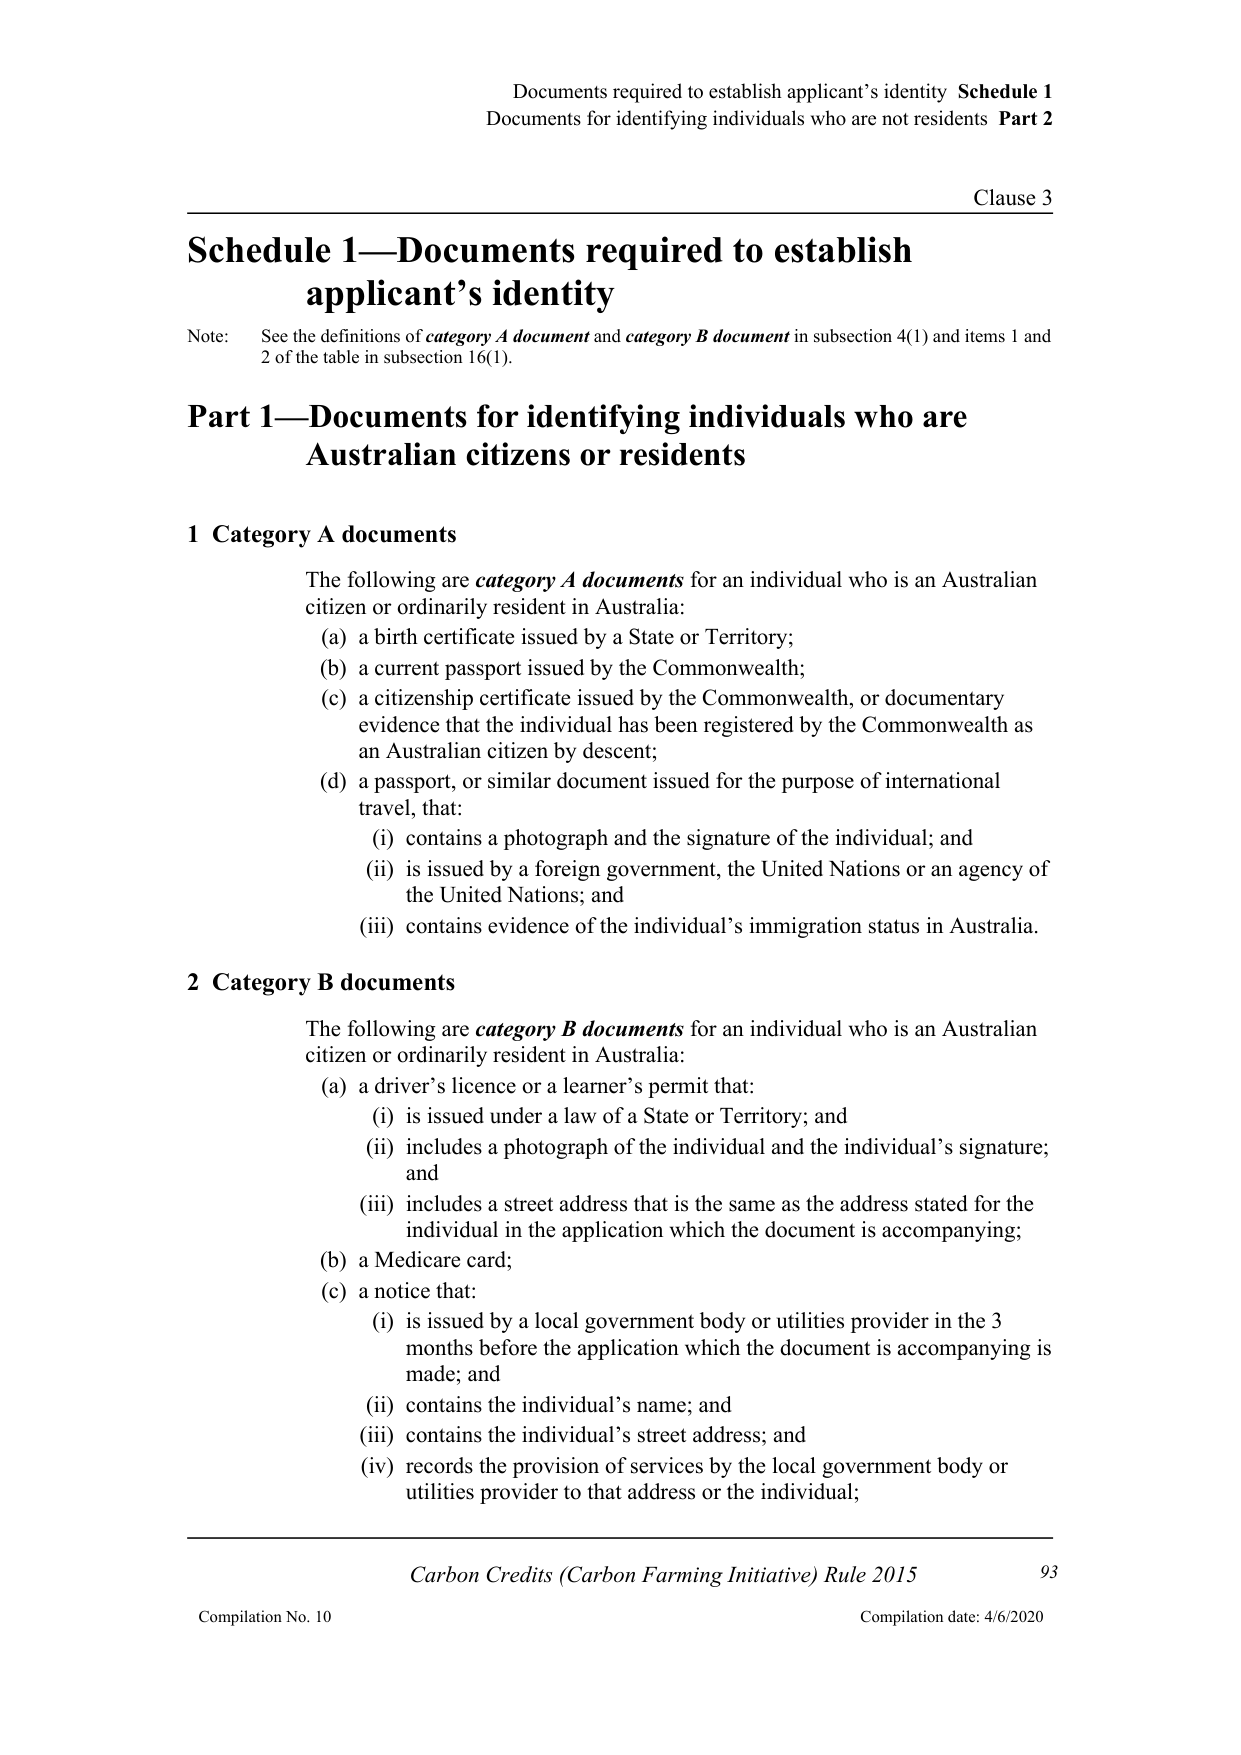 Documents required to establish applicant’s identity Schedule 1
Documents for identifying individuals who are not residents Part 2
Clause 3
Schedule 1—Documents required to establish
applicant’s identity
Note: See the definitions of category A document and category B document in subsection 4(1) and items 1 and
2 of the table in subsection 16(1).
Part 1—Documents for identifying individuals who are
Australian citizens or residents
1 Category A documents
The following are category A documents for an individual who is an Australian
citizen or ordinarily resident in Australia:
(a) a birth certificate issued by a State or Territory;
(b) a current passport issued by the Commonwealth;
(c) a citizenship certificate issued by the Commonwealth, or documentary
evidence that the individual has been registered by the Commonwealth as
an Australian citizen by descent;
(d) a passport, or similar document issued for the purpose of international
travel, that:
(i) contains a photograph and the signature of the individual; and
(ii) is issued by a foreign government, the United Nations or an agency of
the United Nations; and
(iii) contains evidence of the individual’s immigration status in Australia.
2 Category B documents
The following are category B documents for an individual who is an Australian
citizen or ordinarily resident in Australia:
(a) a driver’s licence or a learner’s permit that:
(i) is issued under a law of a State or Territory; and
(ii) includes a photograph of the individual and the individual’s signature;
and
(iii) includes a street address that is the same as the address stated for the
individual in the application which the document is accompanying;
(b) a Medicare card;
(c) a notice that:
(i) is issued by a local government body or utilities provider in the 3
months before the application which the document is accompanying is
made; and
(ii) contains the individual’s name; and
(iii) contains the individual’s street address; and
(iv) records the provision of services by the local government body or
utilities provider to that address or the individual;
Carbon Credits (Carbon Farming Initiative) Rule 2015 93
Compilation No. 10 Compilation date: 4/6/2020